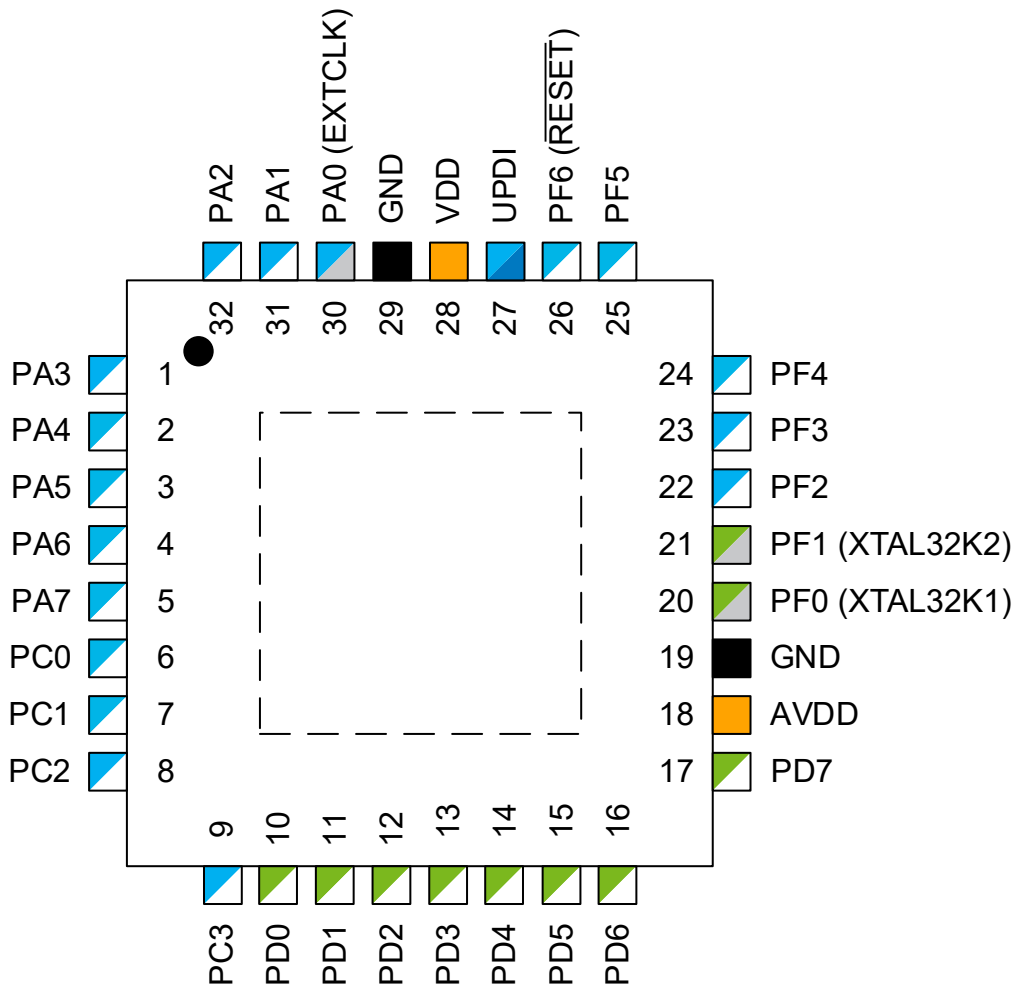 PA2
PA1
PA0 (EXTCLK)
GND
VDD
UPDI
PF6 (RESET)
PF5
32
31
30
29
28
27
26
25
PA3 1
PA4 2
PA5 3
PA6 4
PA7 5
PC0 6
PC1 7
PC2 8
24 PF4
23 PF3
22 PF2
21 PF1 (XTAL32K2)
20 PF0 (XTAL32K1)
19 GND
18 AVDD
17 PD7
9
10
11
12
13
14
15
16
PC3
PD0
PD1
PD2
PD3
PD4
PD5
PD6